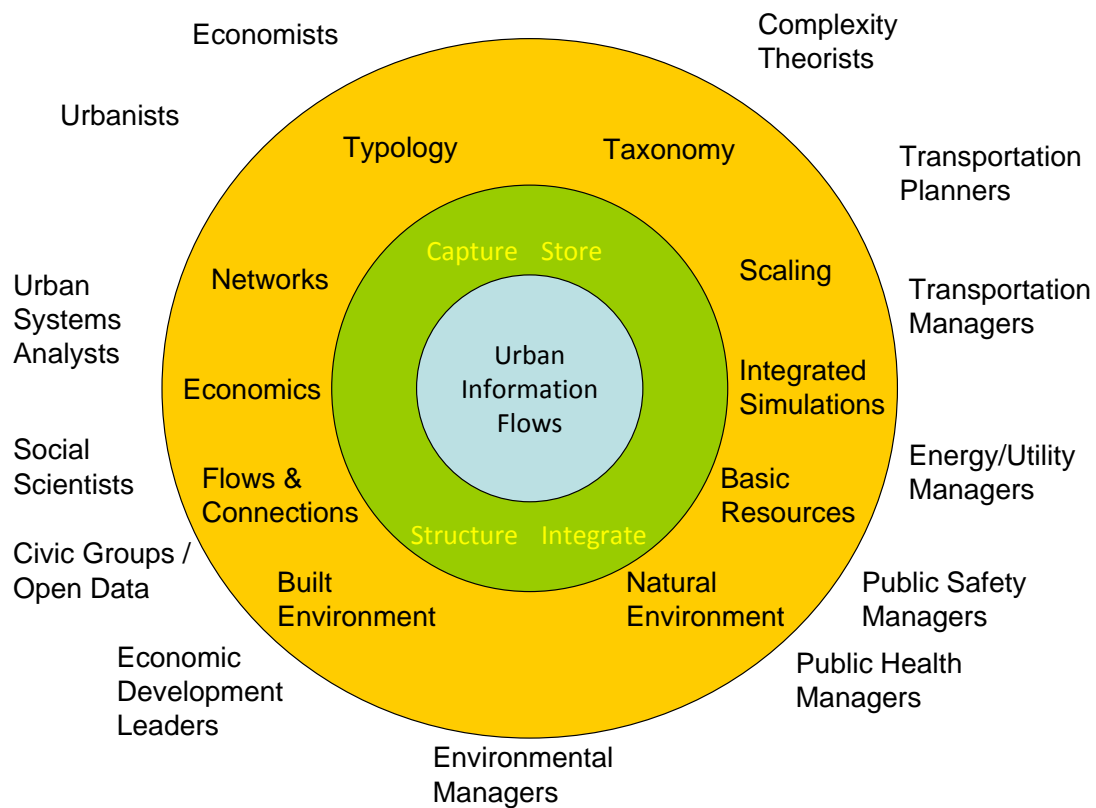 Economists
Complexity
Theorists
Urbanists
Typology
Taxonomy
Transportation
Planners
Capture Store
Networks
Scaling
Urban
Systems
Analysts
Transportation
Managers
Urban
Information
Flows
Economics
Integrated
Simulations
Social
Scientists
Energy/Utility
Managers
Flows &
Connections
Basic
Resources
Structure Integrate
Civic Groups /
Open Data
Built
Environment
Natural
Environment
Public Safety
Managers
Economic
Development
Leaders
Public Health
Managers
Environmental
Managers